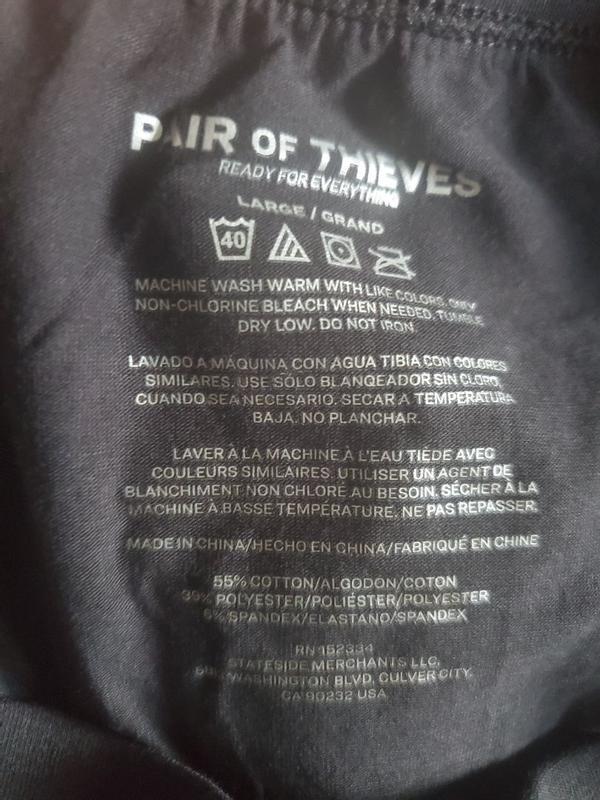 PAIR OF THIEVES
READY FOR EVERYTHING
LARGE / GRAND
40
MACHINE WASH WARM WITH LIKE COLORS. ONLY
NON-CHLORINE BLEACH WHEN NEEDED. TUMBLE
DRY LOW. DO NOT IRON
LAVADO A MÁQUINA CON AGUA TIBIA CON COLORES
SIMILARES. USE SÓLO BLANQEADOR SIN CLORO,
CUANDO SEA NECESARIO. SECAR A TEMPERATURA
BAJA. NO PLANCHAR.
LAVER À LA MACHINE À L'EAU TIÈDE AVEC
COULEURS SIMILAIRES. UTILISER UN AGENT DE
BLANCHIMENT NON CHLORÉ AU BESOIN. SÉCHER À LA
MACHINE À BASSE TEMPÉRATURE. NE PAS REPASSER.
MADE IN CHINA/HECHO EN CHINA/FABRIQUÉ EN CHINE
55% COTTON/ALGODÓN/COTON
39% POLYESTER/POLIÉSTER/POLYESTER
6% SPANDEX/ELASTANO/SPANDEX
RN 152334
STATESIDE MERCHANTS LLC,
WASHINGTON BLVD, CULVER CITY,
CA 90232 USA